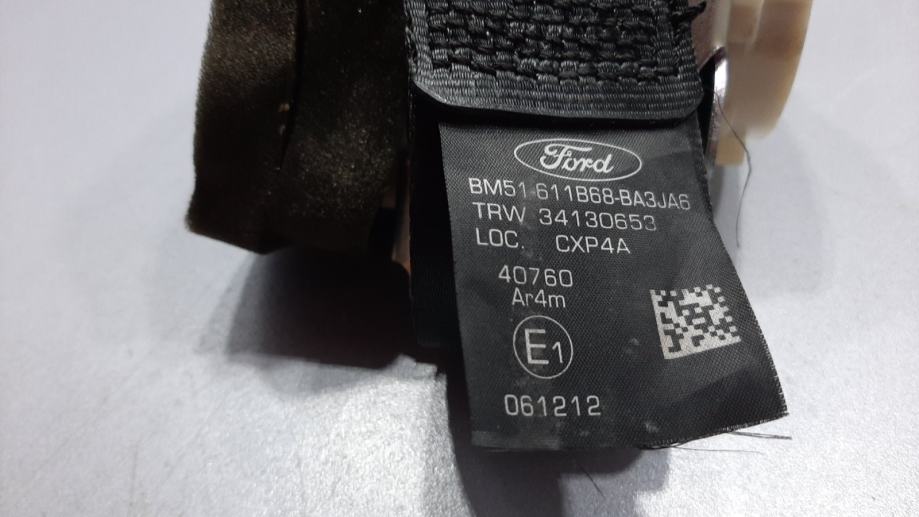 Ford
BM51-611B68-BA3JA6
TRW 34130653
LOC. CXP4A
40760
Ar4m
E1
061212